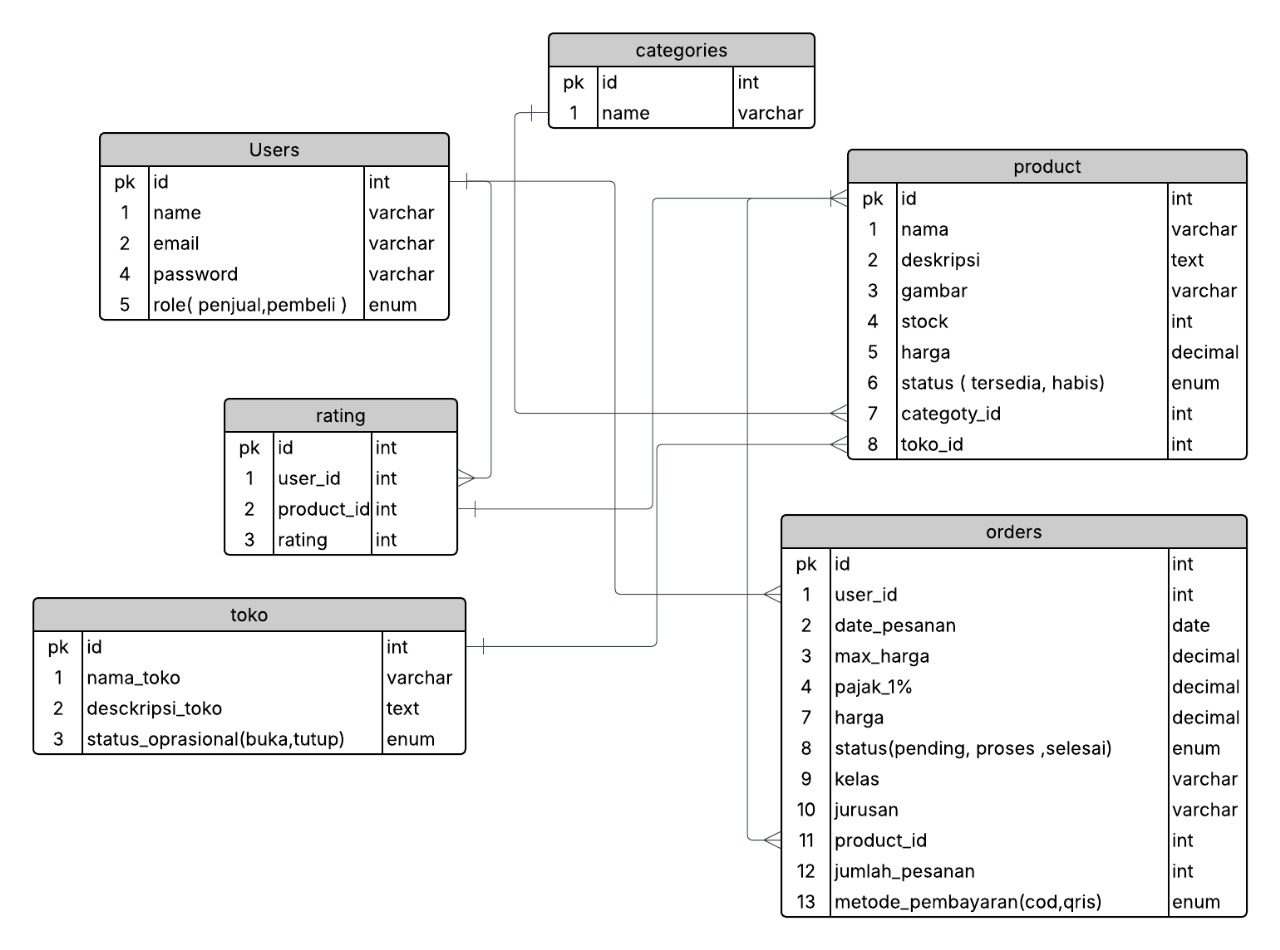 categories
pk id int
1 name varchar
Users
pk id int
1 name varchar
2 email varchar
4 password varchar
5 role( penjual,pembeli ) enum
product
pk id int
1 nama varchar
2 deskripsi text
3 gambar varchar
4 stock int
5 harga decimal
6 status ( tersedia, habis) enum
7 categoty_id int
8 toko_id int
rating
pk id int
1 user_id int
2 product_id int
3 rating int
toko
pk id int
1 nama_toko varchar
2 desckripsi_toko text
3 status_oprasional(buka,tutup) enum
orders
pk id int
1 user_id int
2 date_pesanan date
3 max_harga decimal
4 pajak_1% decimal
7 harga decimal
8 status(pending, proses ,selesai) enum
9 kelas varchar
10 jurusan varchar
11 product_id int
12 jumlah_pesanan int
13 metode_pembayaran(cod,qris) enum